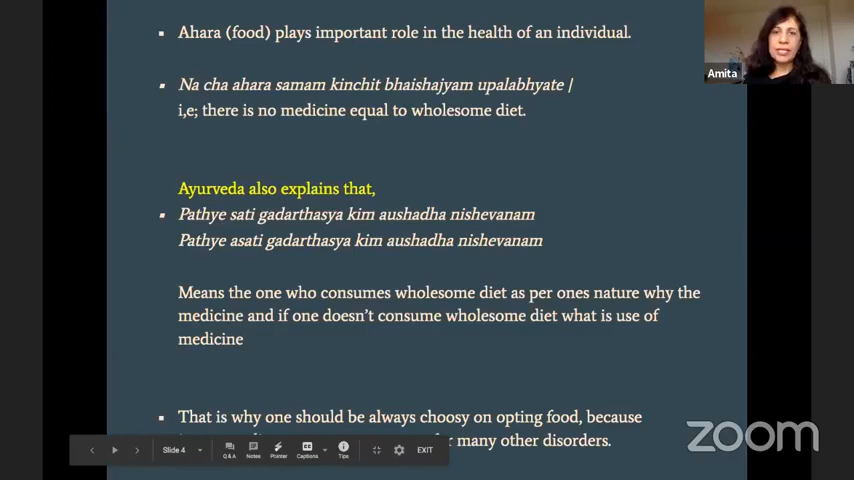 Ahara (food) plays important role in the health of an individual.
Na cha ahara samam kinchit bhaishajyam upalabhyate |
i,e; there is no medicine equal to wholesome diet.
Ayurveda also explains that,
Pathye sati gadarthasya kim aushadha nishevanam
Pathye asati gadarthasya kim aushadha nishevanam
Means the one who consumes wholesome diet as per ones nature why the
medicine and if one doesn't consume wholesome diet what is use of
medicine
That is why one should be always choosy on opting food, because
many other disorders.
Amita
Slide 4
Q&A
Notes
Pointer
Captions
Tips
EXIT
zoom